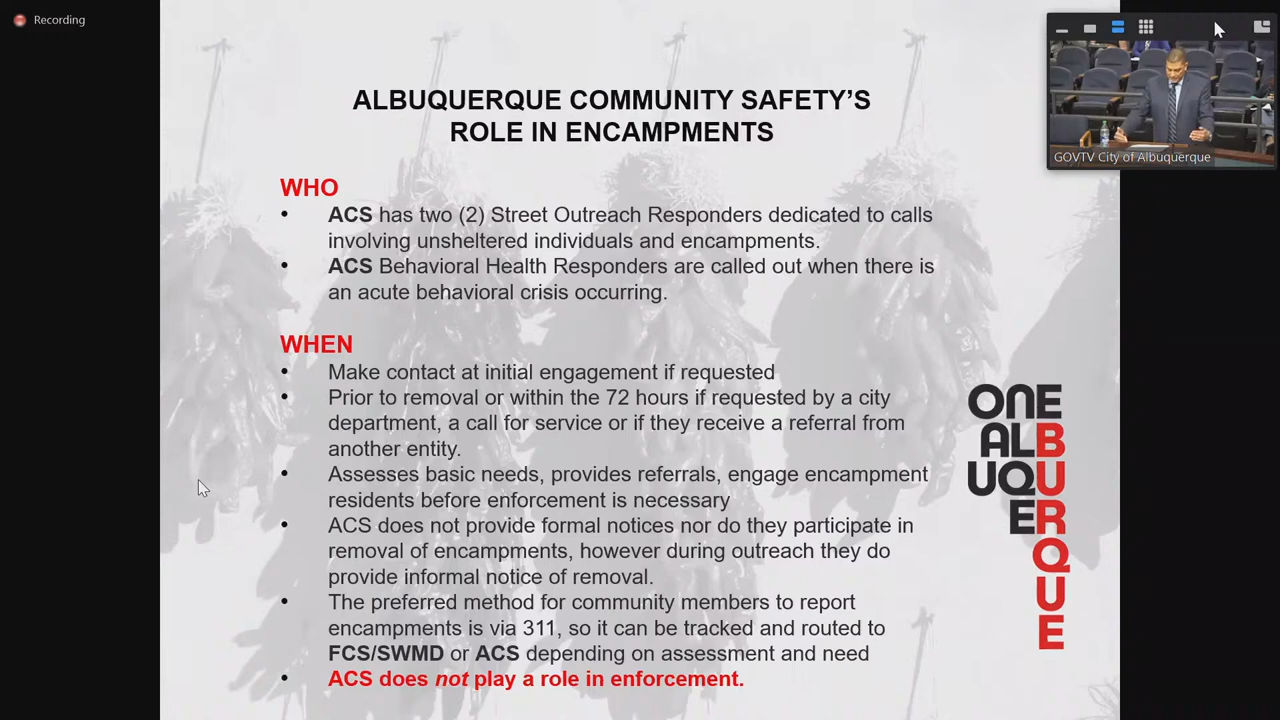 Recording
GOVTV City of Albuquerque
ALBUQUERQUE COMMUNITY SAFETY'S
ROLE IN ENCAMPMENTS
WHO
• ACS has two (2) Street Outreach Responders dedicated to calls
involving unsheltered individuals and encampments.
• ACS Behavioral Health Responders are called out when there is
an acute behavioral crisis occurring.
WHEN
• Make contact at initial engagement if requested
• Prior to removal or within the 72 hours if requested by a city
department, a call for service or if they receive a referral from
another entity.
• Assesses basic needs, provides referrals, engage encampment
residents before enforcement is necessary
• ACS does not provide formal notices nor do they participate in
removal of encampments, however during outreach they do
provide informal notice of removal.
• The preferred method for community members to report
encampments is via 311, so it can be tracked and routed to
FCS/SWMD or ACS depending on assessment and need
• ACS does not play a role in enforcement.
ONE
ALB
UQU
ER
Q
U
E